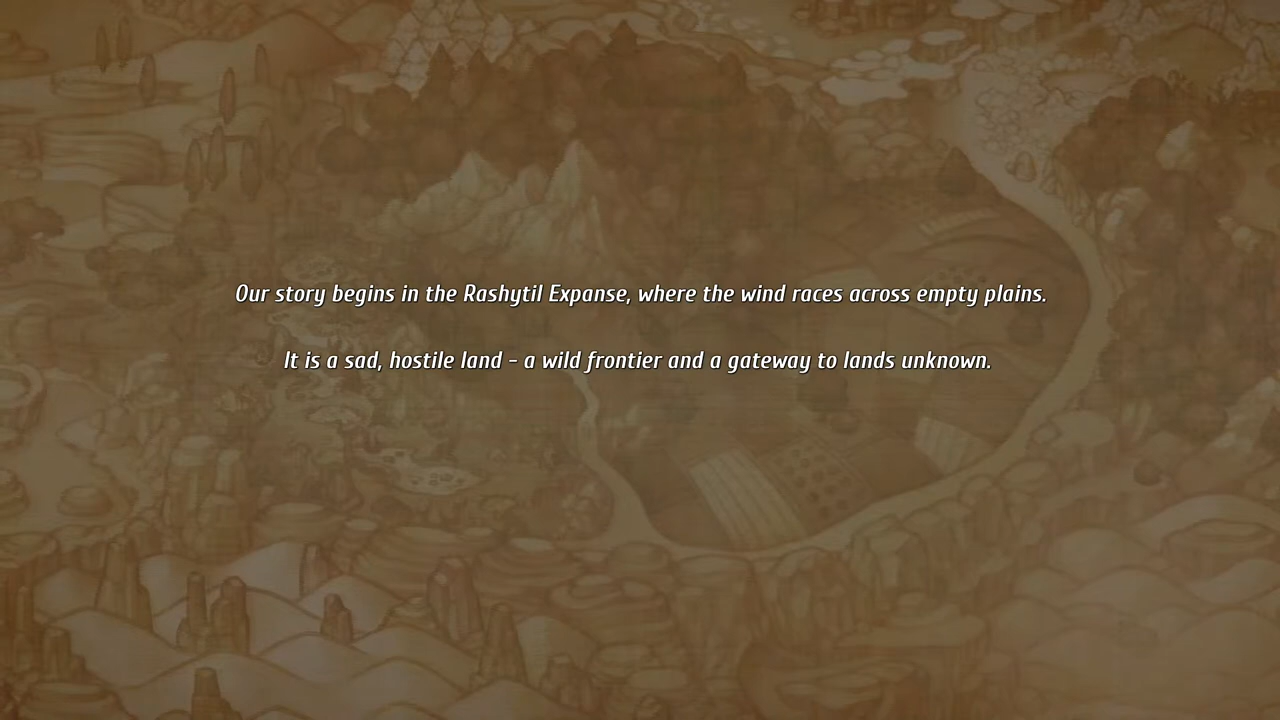 Our story begins in the Rashytil Expanse, where the wind races across empty plains.
It is a sad, hostile land - a wild frontier and a gateway to lands unknown.